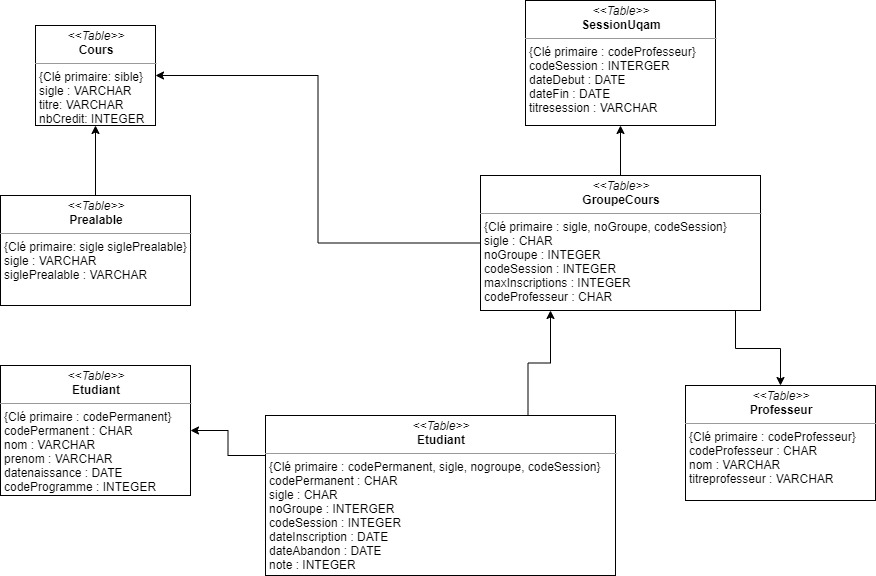 <<Table>>
Cours
{Clé primaire: sible}
sigle : VARCHAR
titre: VARCHAR
nbCredit: INTEGER
<<Table>>
SessionUqam
{Clé primaire : codeProfesseur}
codeSession : INTERGER
dateDebut : DATE
dateFin : DATE
titresession : VARCHAR
<<Table>>
Prealable
{Clé primaire: sigle siglePrealable}
sigle : VARCHAR
siglePrealable : VARCHAR
<<Table>>
GroupeCours
{Clé primaire : sigle, noGroupe, codeSession}
sigle : CHAR
noGroupe : INTEGER
codeSession : INTEGER
maxInscriptions : INTEGER
codeProfesseur : CHAR
<<Table>>
Etudiant
{Clé primaire : codePermanent}
codePermanent : CHAR
nom : VARCHAR
prenom : VARCHAR
datenaissance : DATE
codeProgramme : INTEGER
<<Table>>
Etudiant
{Clé primaire : codePermanent, sigle, nogroupe, codeSession}
codePermanent : CHAR
sigle : CHAR
noGroupe : INTERGER
codeSession : INTEGER
dateInscription : DATE
dateAbandon : DATE
note : INTEGER
<<Table>>
Professeur
{Clé primaire : codeProfesseur}
codeProfesseur : CHAR
nom : VARCHAR
titreprofesseur : VARCHAR